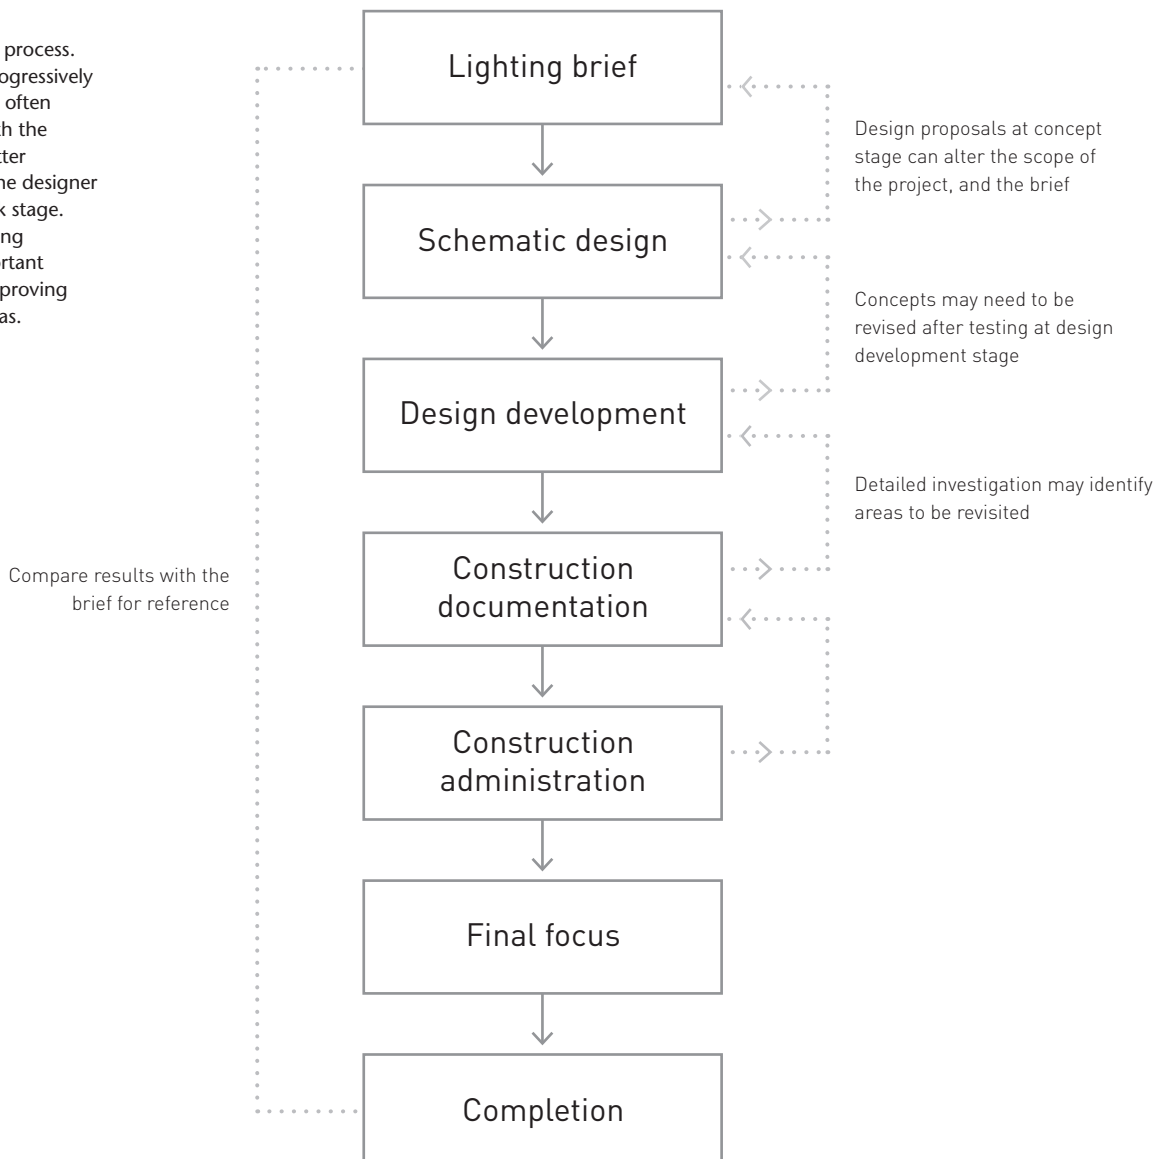 process.
ogressively
often
th the
tter
ne designer
k stage.
ing
rtant
proving
as.
Lighting brief
Design proposals at concept
stage can alter the scope of
the project, and the brief
Schematic design
Concepts may need to be
revised after testing at design
development stage
Design development
Detailed investigation may identify
areas to be revisited
Construction
documentation
Compare results with the
brief for reference
Construction
administration
Final focus
Completion